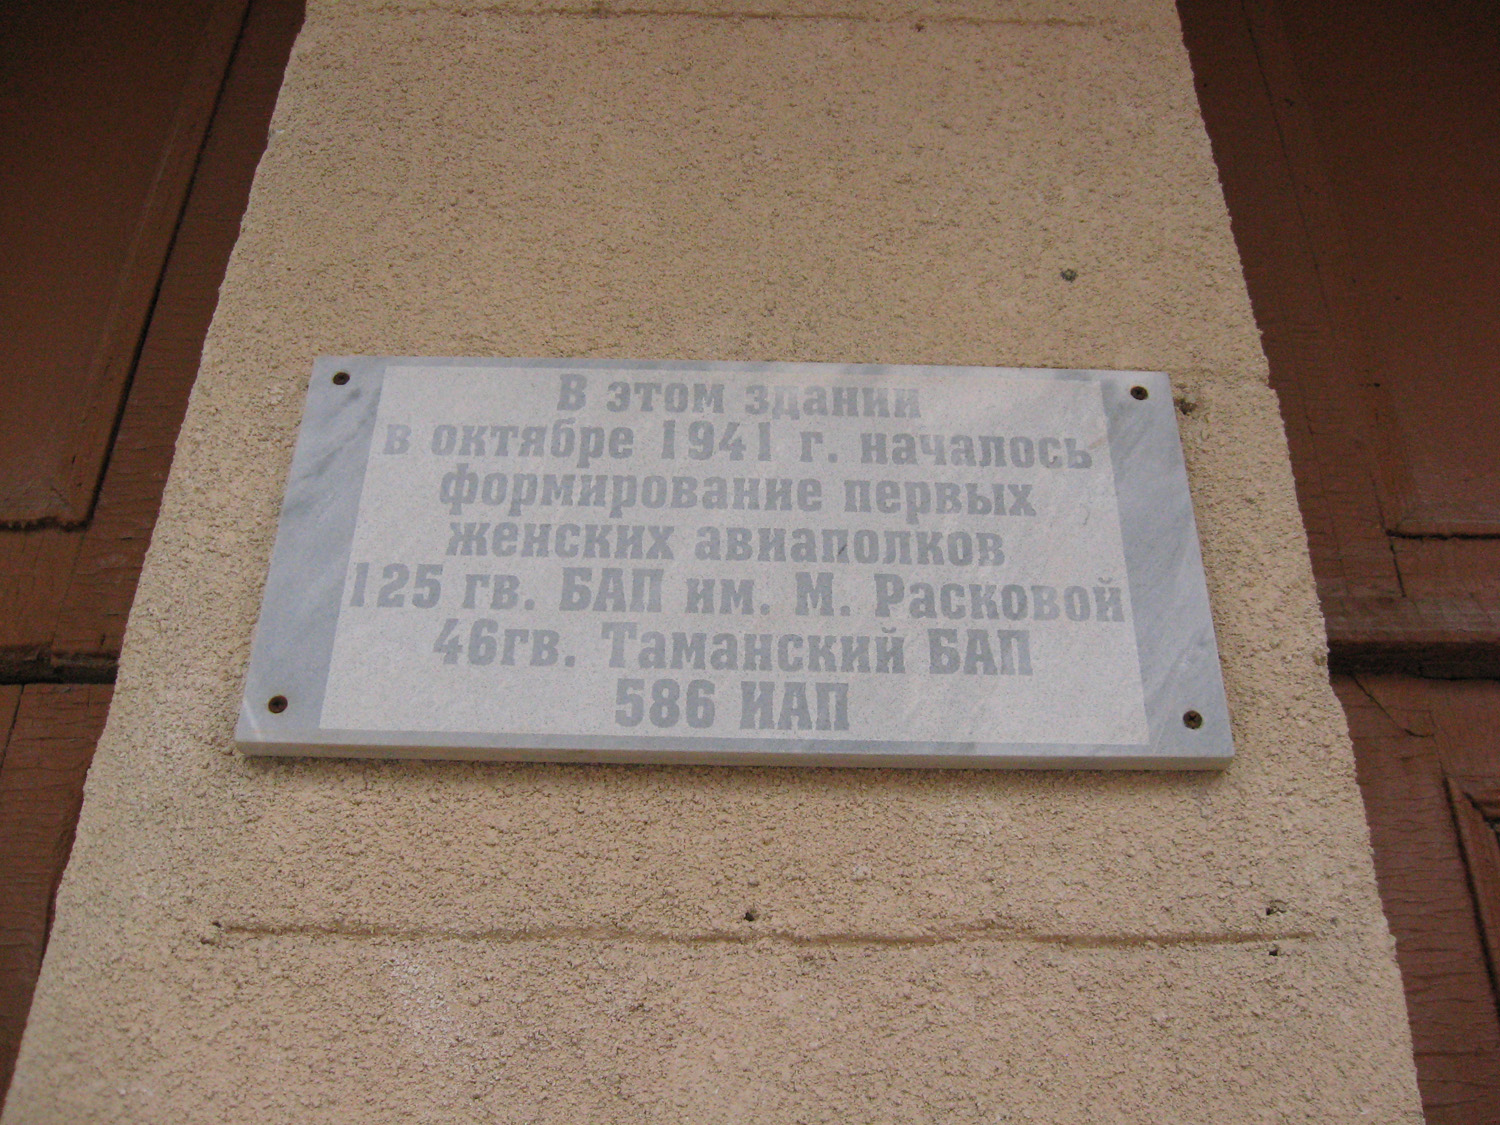 В этом здании
в октябре 1941 г. началось
формирование первых
женских авиаполков
125 гв. БАП им. М. Расковой
46гв. Таманский БАП
586 ИАП